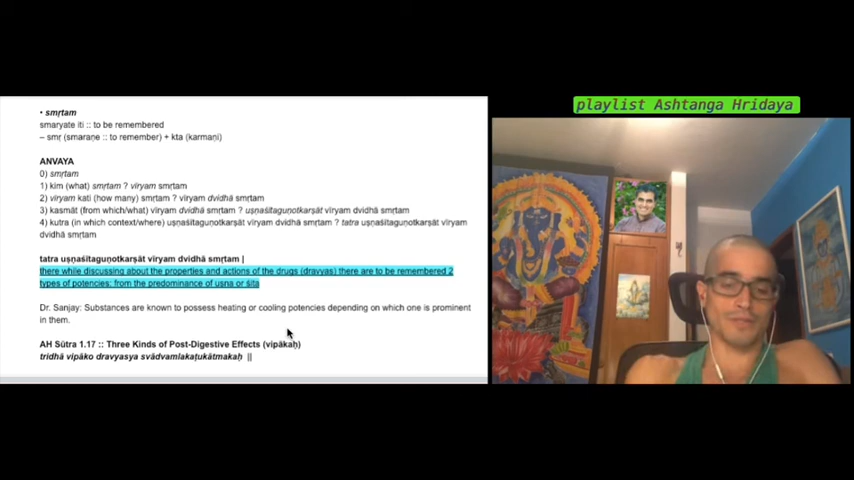 • smṛtam
smaryate iti :: to be remembered
– smṛ (smaraṇe :: to remember) + kta (karmaṇi)
ANVAYA
0) smṛtam
1) kim (what) smṛtam ? vīryam smṛtam
2) vīryam kati (how many) smṛtam ? vīryam dvidhā smṛtam
3) kasmāt (from which/what) vīryam dvidhā smṛtam ? uṣṇaśītaguṇotkarṣāt vīryam dvidhā smṛtam
4) kutra (in which context/where) uṣṇaśītaguṇotkarṣāt vīryam dvidhā smṛtam ? tatra uṣṇaśītaguṇotkarṣāt vīryam
dvidhā smṛtam
tatra uṣṇaśītaguṇotkarṣāt vīryam dvidhā smṛtam |
there while discussing about the properties and actions of the drugs (dravyas) there are to be remembered 2
types of potencies: from the predominance of uṣṇa or śīta
Dr. Sanjay: Substances are known to possess heating or cooling potencies depending on which one is prominent
in them.
AH Sūtra 1.17 :: Three Kinds of Post-Digestive Effects (vipākaḥ)
tridhā vipāko dravyasya svādvamlakaṭukātmakaḥ ||
playlist Ashtanga Hridaya